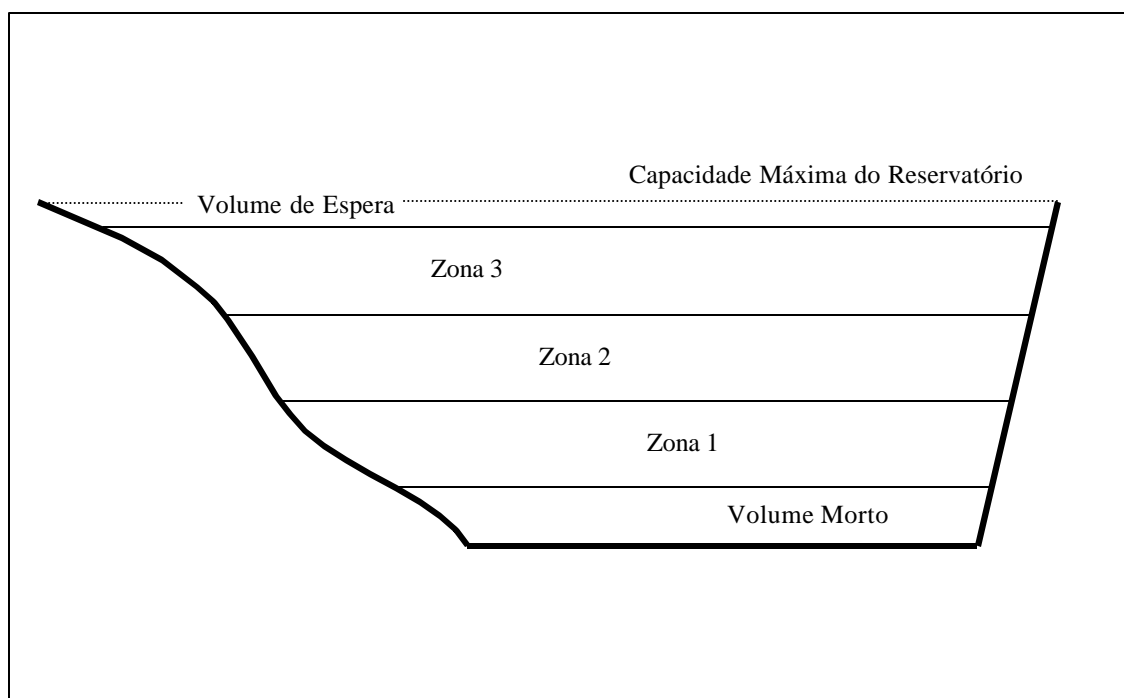 Capacidade Máxima do Reservatório
Volume de Espera
Zona 3
Zona 2
Zona 1
Volume Morto